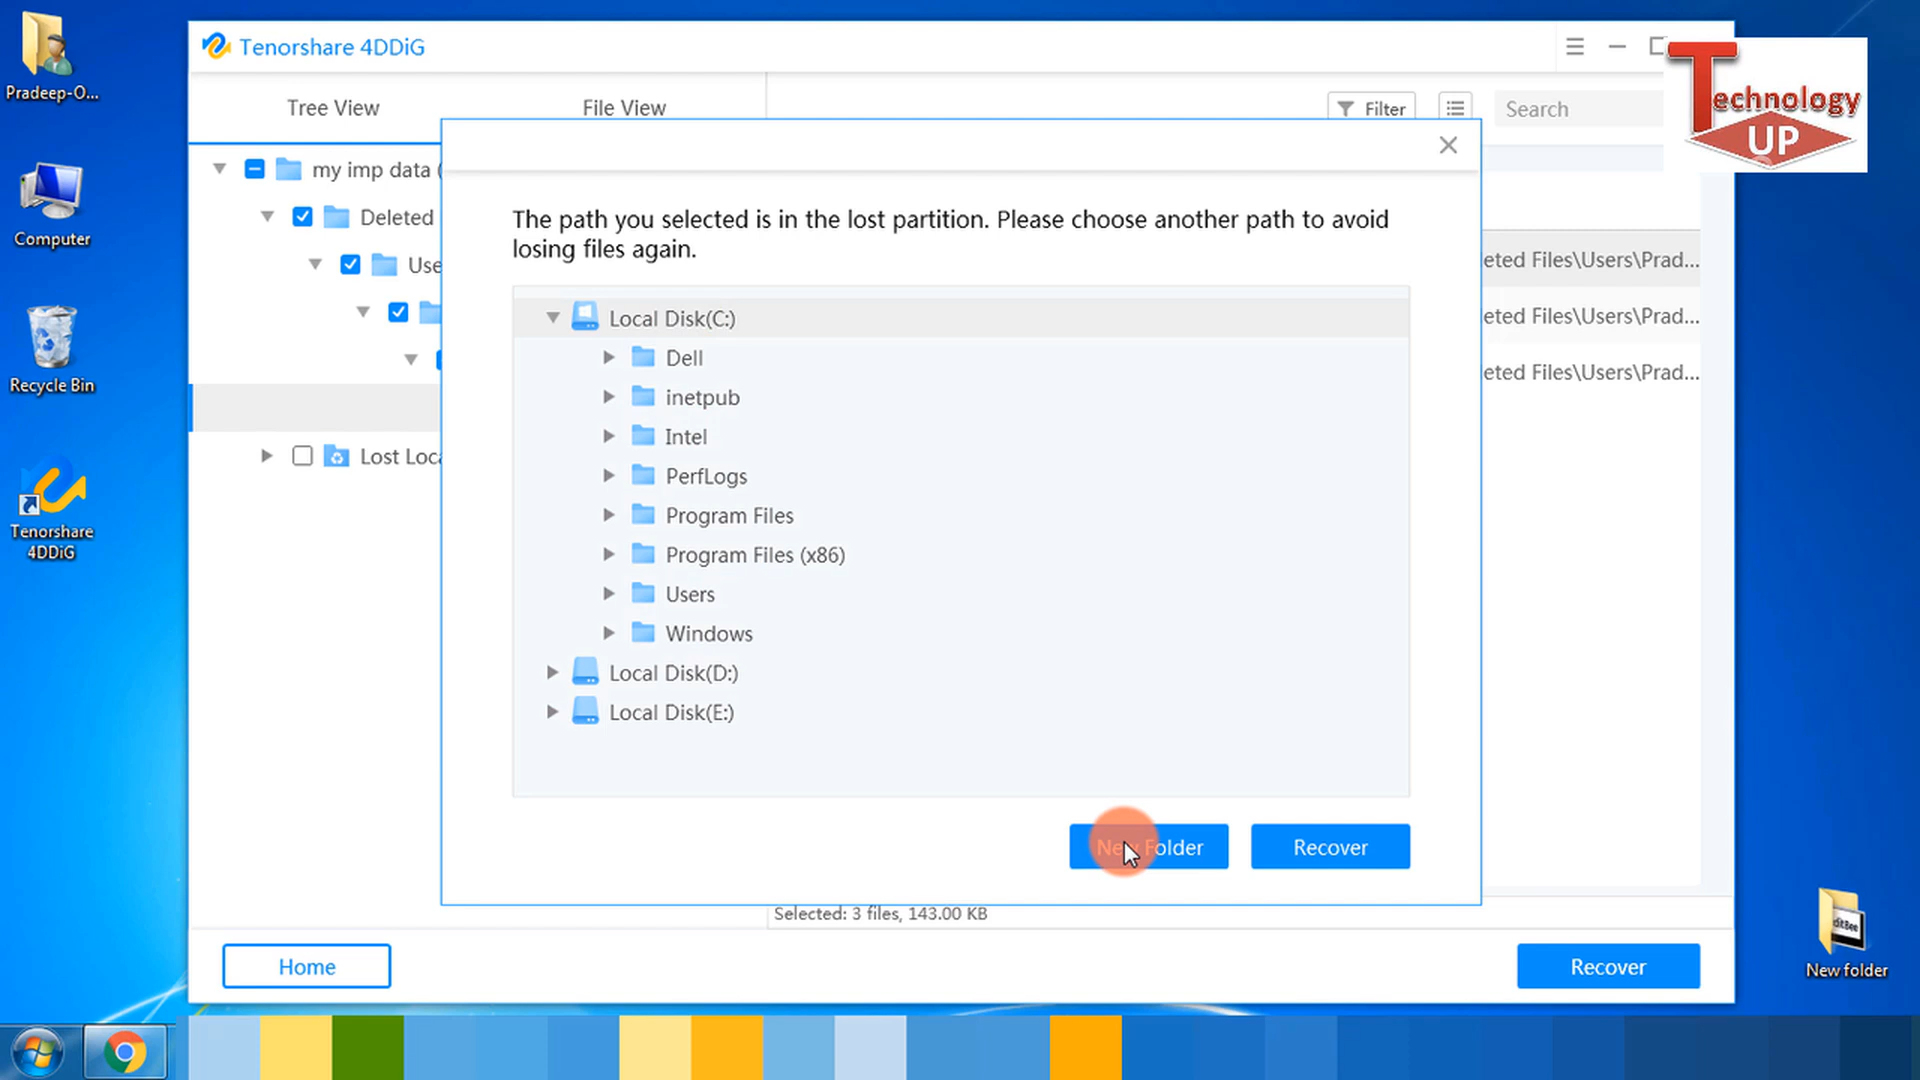 Pradeep-O...
Computer
Recycle Bin
Tenorshare
4DDiG
Tenorshare 4DDiG
Technology
UP
Tree View
File View
Filter
Search
my imp data (
Deleted
Use
Lost Loca
The path you selected is in the lost partition. Please choose another path to avoid
losing files again.
Local Disk(C:)
Dell
inetpub
Intel
PerfLogs
Program Files
Program Files (x86)
Users
Windows
Local Disk(D:)
Local Disk(E:)
New Folder
Recover
eted Files\Users\Prad...
eted Files\Users\Prad...
eted Files\Users\Prad...
Selected: 3 files, 143.00 KB
Home
Recover
New folder